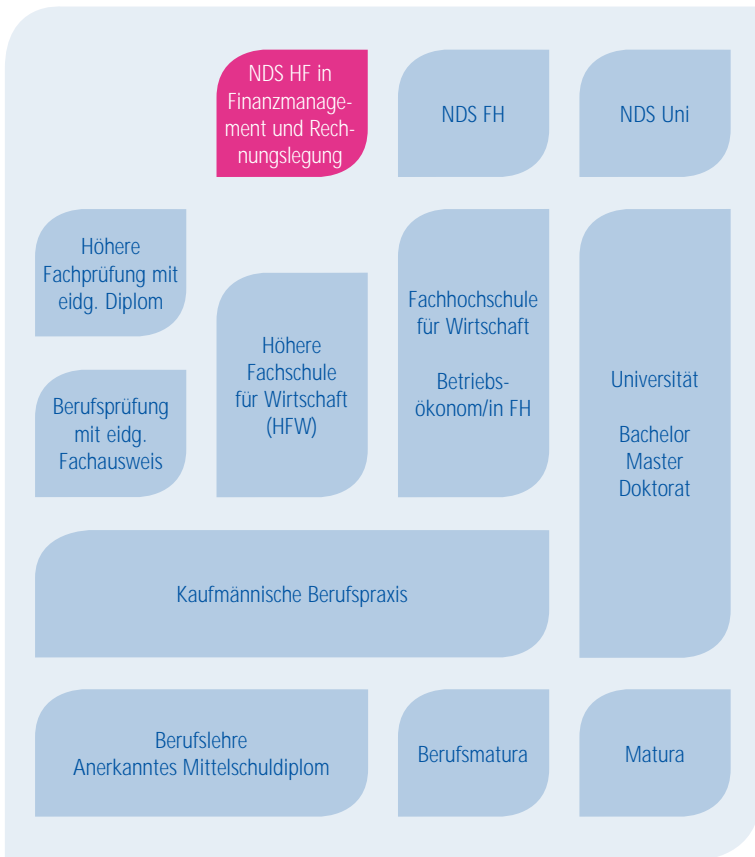 NDS HF in
Finanzmanage-
ment und Rech-
nungslegung
NDS FH
NDS Uni
Höhere
Fachprüfung mit
eidg. Diplom
Berufsprüfung
mit eidg.
Fachausweis
Höhere
Fachschule
für Wirtschaft
(HFW)
Fachhochschule
für Wirtschaft
Betriebs-
ökonom/in FH
Universität
Bachelor
Master
Doktorat
Kaufmännische Berufspraxis
Berufslehre
Anerkanntes Mittelschuldiplom
Berufsmatura
Matura